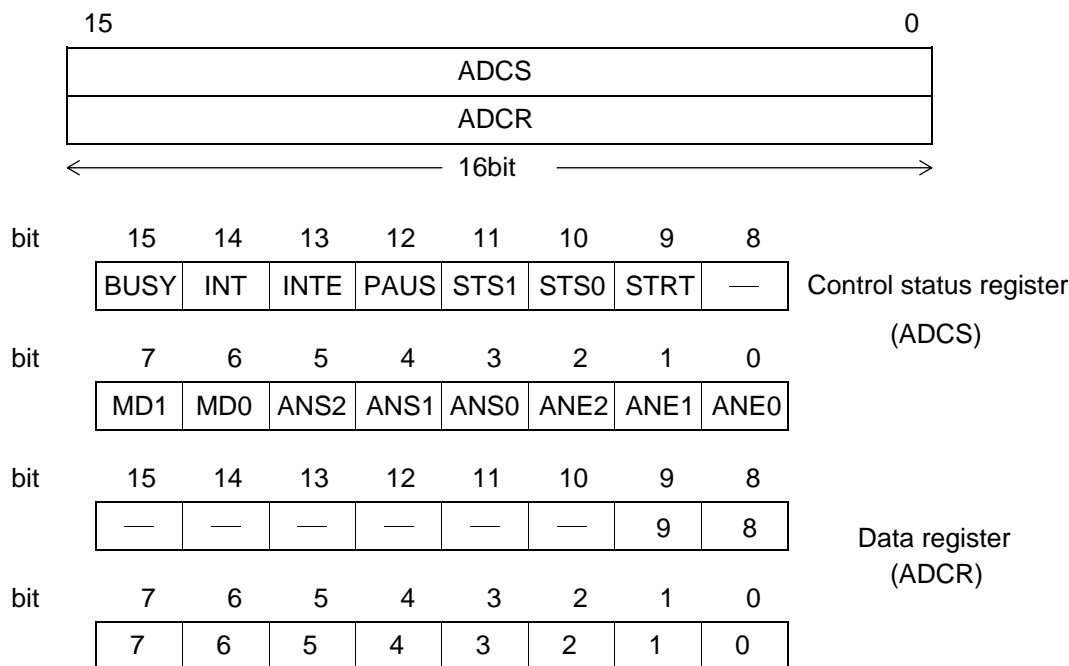 15 0
ADCS
ADCR
16bit
bit 15 14 13 12 11 10 9 8
BUSY INT INTE PAUS STS1 STS0 STRT — Control status register
(ADCS)
bit 7 6 5 4 3 2 1 0
MD1 MD0 ANS2 ANS1 ANS0 ANE2 ANE1 ANE0
bit 15 14 13 12 11 10 9 8
— — — — — — 9 8
Data register
(ADCR)
bit 7 6 5 4 3 2 1 0
7 6 5 4 3 2 1 0